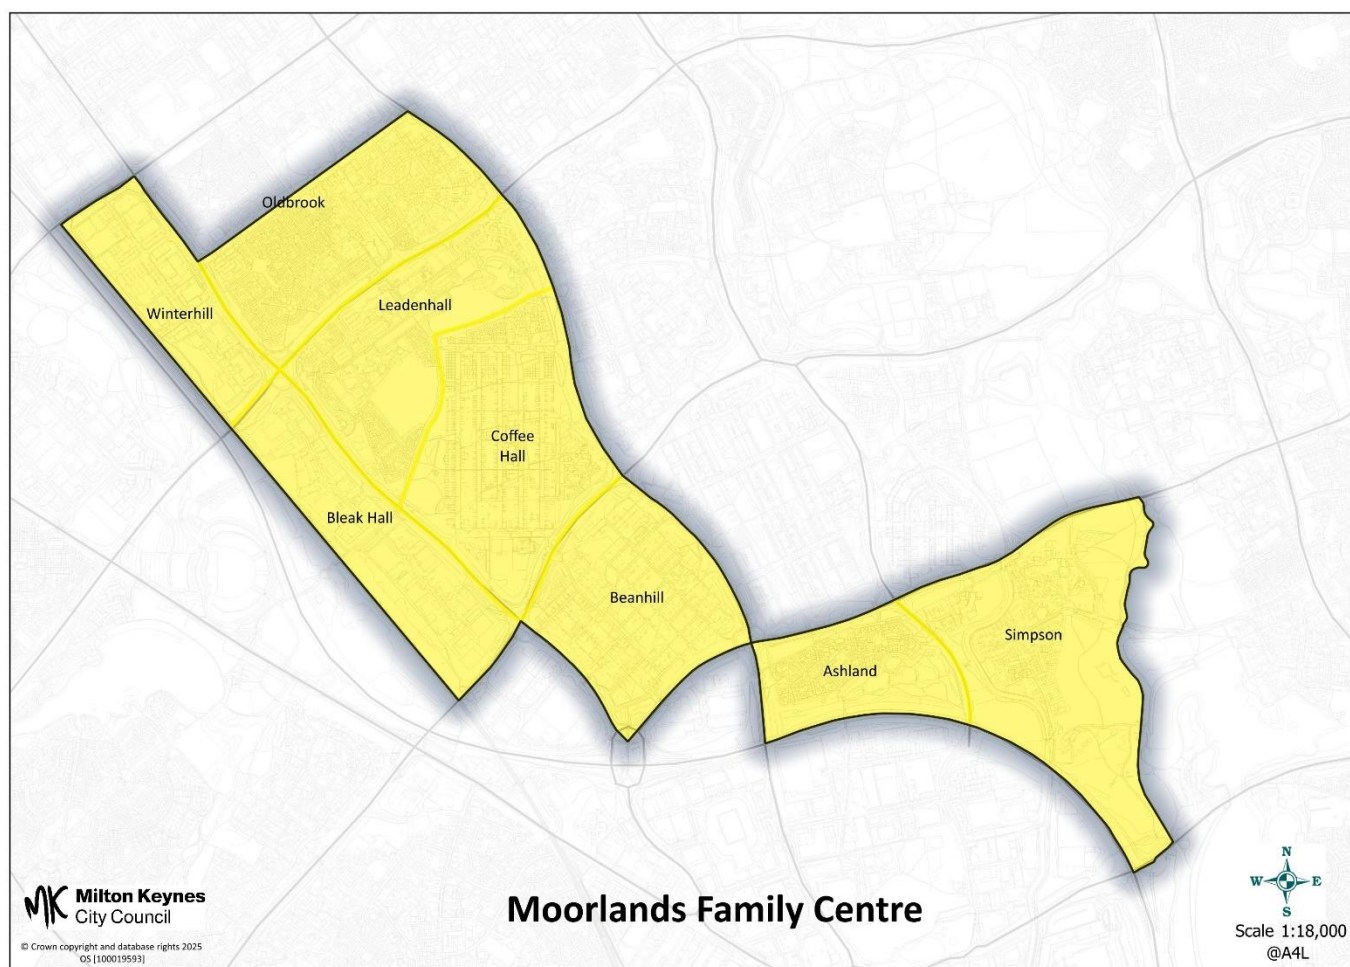 Oldbrook
Winterhill
Leadenhall
Coffee
Hall
Bleak Hall
Beanhill
Simpson
Ashland
MK Milton Keynes
City Council
© Crown copyright and database rights 2025
OS [100019593]
Moorlands Family Centre
N
W E
S
Scale 1:18,000
@A4L